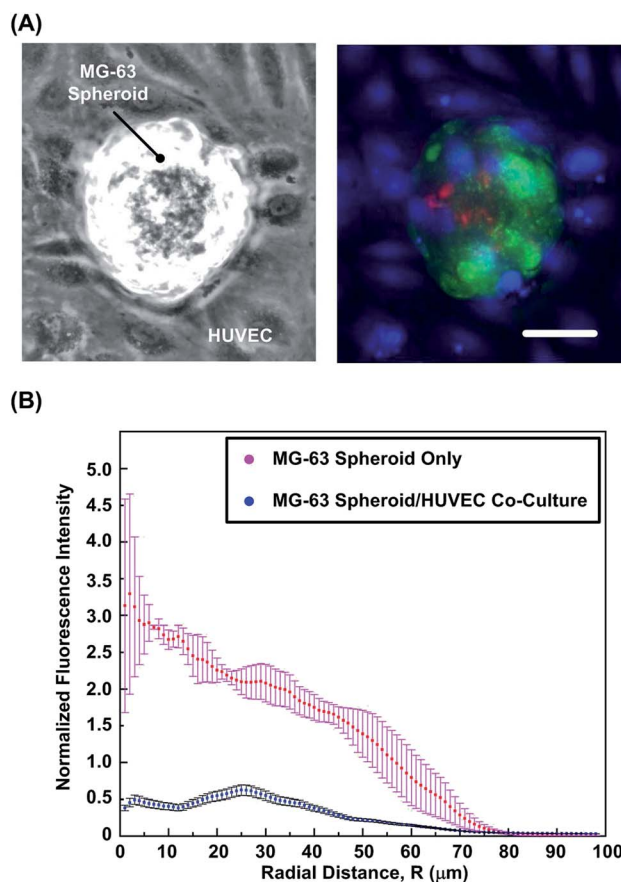 (A)
MG-63
Spheroid
HUVEC
(B)
Normalized Fluorescence Intensity
5.0
4.5
4.0
3.5
3.0
2.5
2.0
1.5
1.0
0.5
0
MG-63 Spheroid Only
MG-63 Spheroid/HUVEC Co-Culture
0 10 20 30 40 50 60 70 80 90 100
Radial Distance, R (μm)